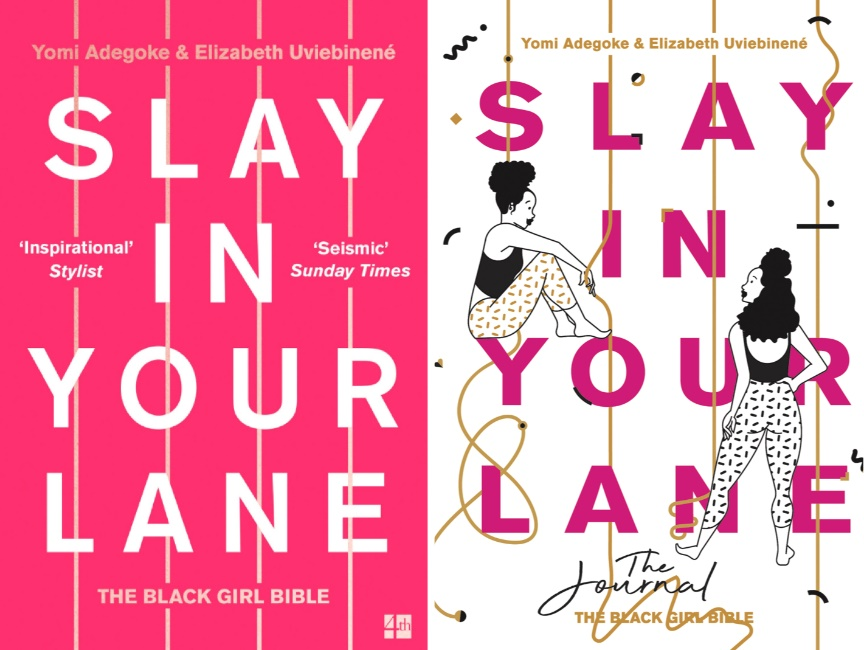 Yomi Adegoke & Elizabeth Uviebinené
SLAY
IN
‘Inspirational’
Stylist
‘Seismic’
Sunday Times
YOUR
LANE
THE BLACK GIRL BIBLE
4th
Yomi Adegoke & Elizabeth Uviebinené
SLAY
IN
YOUR
LANE
The
Journal
THE BLACK GIRL BIBLE